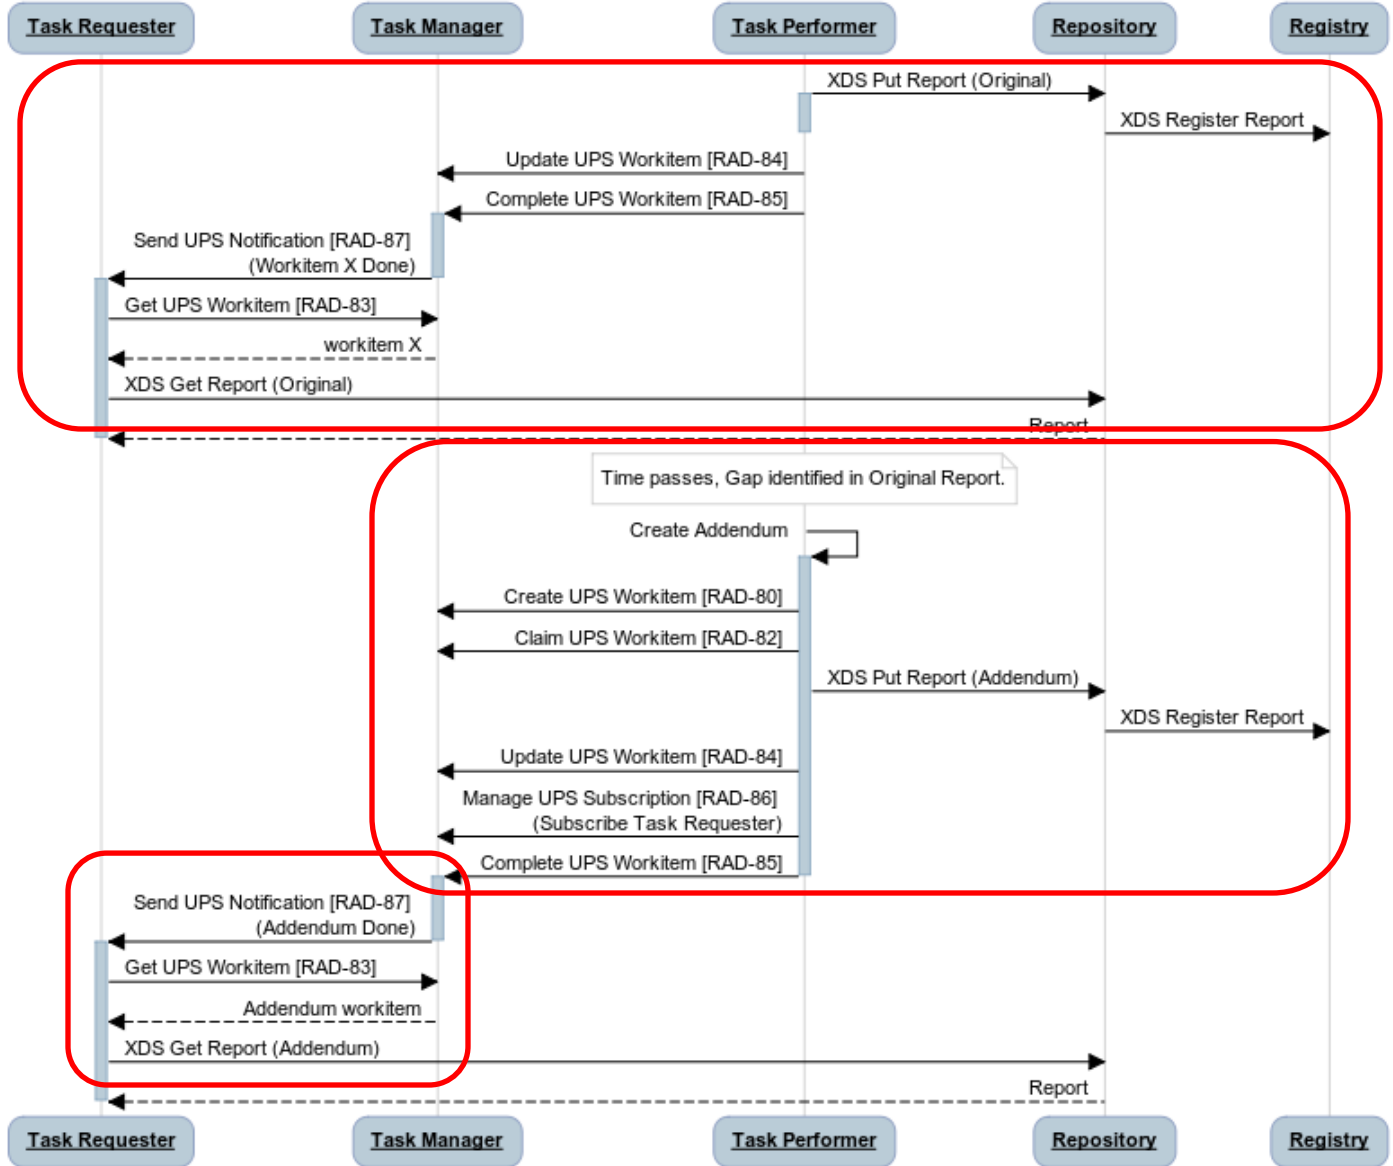 Task Requester
Task Manager
Task Performer
Repository
Registry
XDS Put Report (Original)
XDS Register Report
Update UPS Workitem [RAD-84]
Complete UPS Workitem [RAD-85]
Send UPS Notification [RAD-87]
(Workitem X Done)
Get UPS Workitem [RAD-83]
workitem X
XDS Get Report (Original)
Report
Time passes, Gap identified in Original Report.
Create Addendum
Create UPS Workitem [RAD-80]
Claim UPS Workitem [RAD-82]
XDS Put Report (Addendum)
XDS Register Report
Update UPS Workitem [RAD-84]
Manage UPS Subscription [RAD-86]
(Subscribe Task Requester)
Complete UPS Workitem [RAD-85]
Send UPS Notification [RAD-87]
(Addendum Done)
Get UPS Workitem [RAD-83]
Addendum workitem
XDS Get Report (Addendum)
Report
Task Requester
Task Manager
Task Performer
Repository
Registry